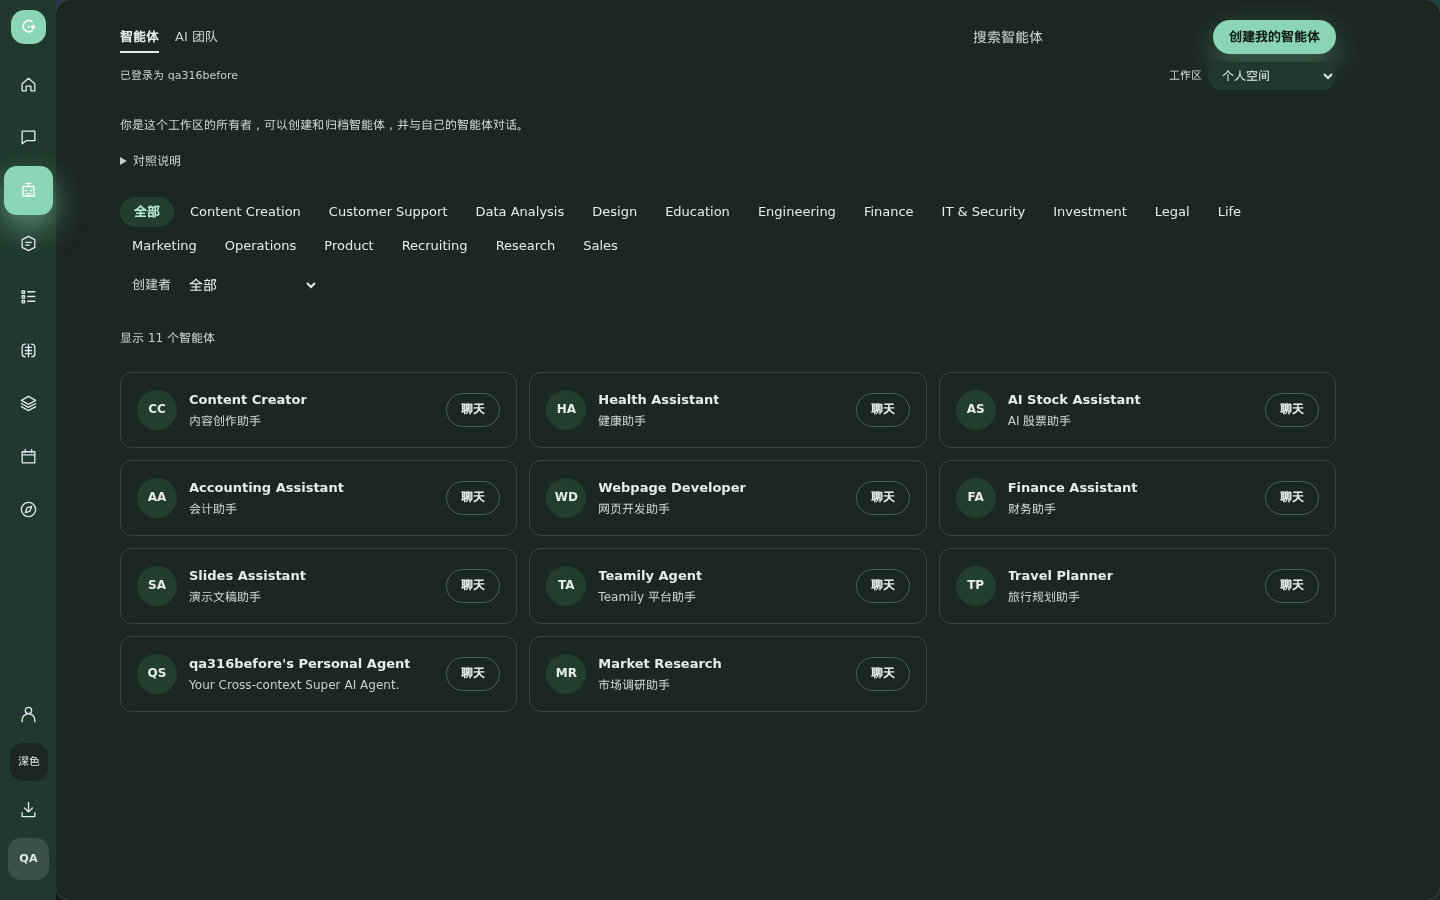 智能体 AI 团队 搜索智能体 创建我的智能体
已登录为 qa316before 工作区 个人空间
你是这个工作区的所有者，可以创建和归档智能体，并与自己的智能体对话。
对照说明
全部 Content Creation Customer Support Data Analysis Design Education Engineering Finance IT & Security Investment Legal Life
Marketing Operations Product Recruiting Research Sales
创建者 全部
显示 11 个智能体
CC Content Creator 聊天
内容创作助手
HA Health Assistant 聊天
健康助手
AS AI Stock Assistant 聊天
AI 股票助手
AA Accounting Assistant 聊天
会计助手
WD Webpage Developer 聊天
网页开发助手
FA Finance Assistant 聊天
财务助手
SA Slides Assistant 聊天
演示文稿助手
TA Teamily Agent 聊天
Teamily 平台助手
TP Travel Planner 聊天
旅行规划助手
QS qa316before's Personal Agent 聊天
Your Cross-context Super AI Agent.
MR Market Research 聊天
市场调研助手
深色
QA